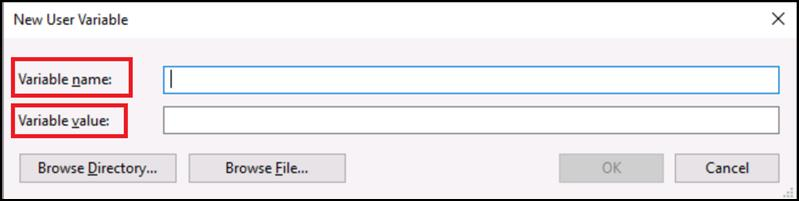 New User Variable
Variable name:
Variable value:
Browse Directory... Browse File... OK Cancel